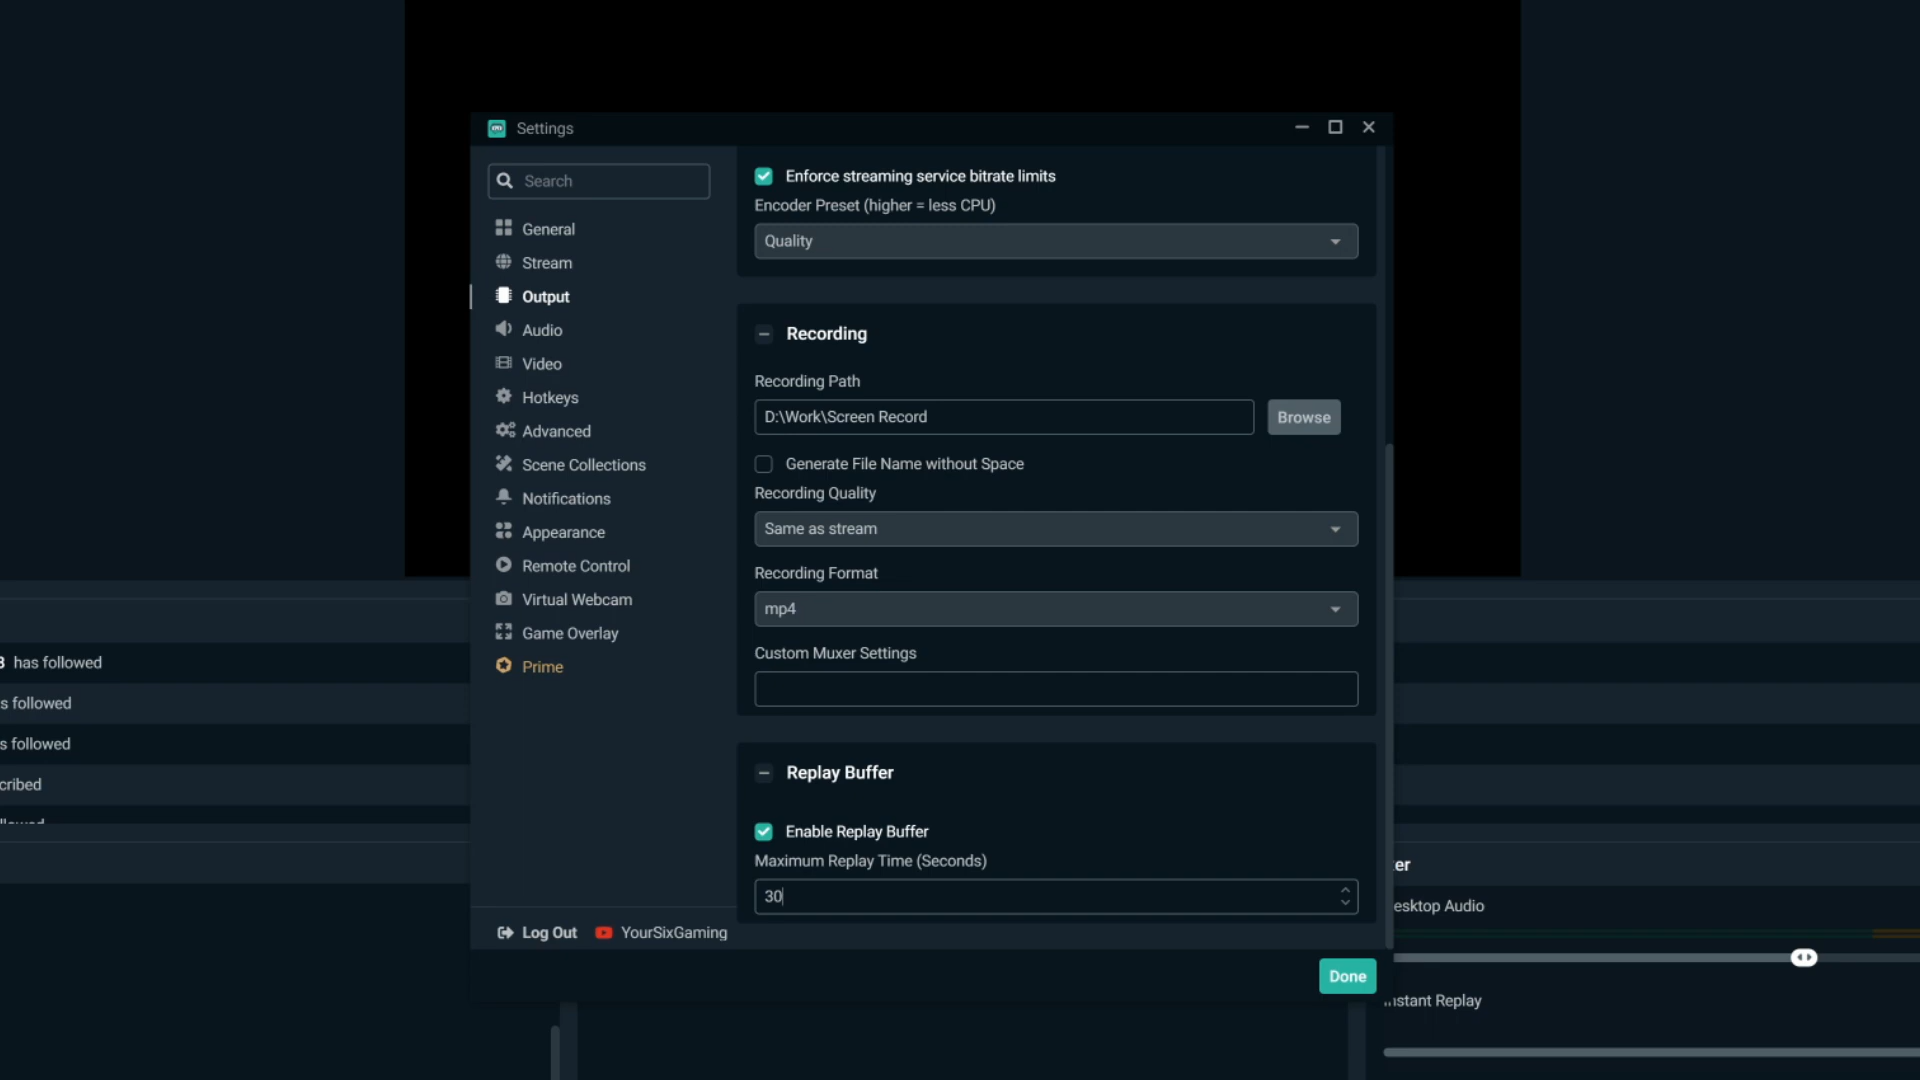 Settings
Search
General
Stream
Output
Audio
Video
Hotkeys
Advanced
Scene Collections
Notifications
Appearance
Remote Control
Virtual Webcam
Game Overlay
Prime
Log Out YourSixGaming
Enforce streaming service bitrate limits
Encoder Preset (higher = less CPU)
Quality
Recording
Recording Path
D:\Work\Screen Record
Browse
Generate File Name without Space
Recording Quality
Same as stream
Recording Format
mp4
Custom Muxer Settings
Replay Buffer
Enable Replay Buffer
Maximum Replay Time (Seconds)
30
Done
has followed
s followed
s followed
cribed
er
esktop Audio
nstant Replay